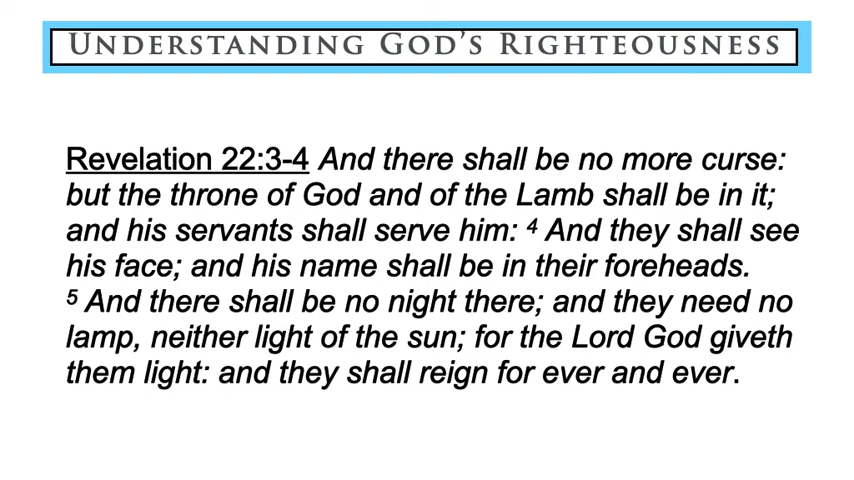 Understanding God's Righteousness
Revelation 22:3-4 And there shall be no more curse:
but the throne of God and of the Lamb shall be in it;
and his servants shall serve him: 4 And they shall see
his face; and his name shall be in their foreheads.
5 And there shall be no night there; and they need no
lamp, neither light of the sun; for the Lord God giveth
them light: and they shall reign for ever and ever.